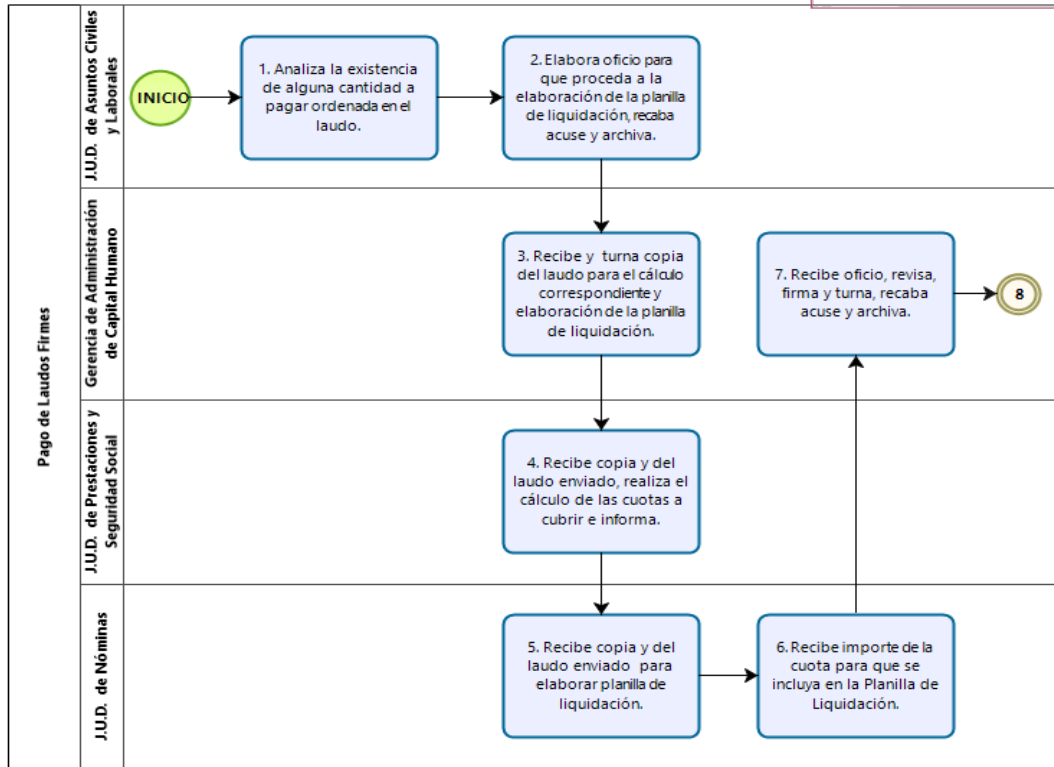 Pago de Laudos Firmes
J.U.D. de Asuntos Civiles
y Laborales
INICIO
1. Analiza la existencia
de alguna cantidad a
pagar ordenada en el
laudo.
2. Elabora oficio para
que proceda a la
elaboración de la planilla
de liquidación, recaba
acuse y archiva.
Gerencia de Administración
de Capital Humano
3. Recibe y turna copia
del laudo para el cálculo
correspondiente y
elaboración de la planilla
de liquidación.
7. Recibe oficio, revisa,
firma y turna, recaba
acuse y archiva.
8
J.U.D. de Prestaciones y
Seguridad Social
4. Recibe copia y del
laudo enviado, realiza el
cálculo de las cuotas a
cubrir e informa.
J.U.D. de Nóminas
5. Recibe copia y del
laudo enviado para
elaborar planilla de
liquidación.
6. Recibe importe de la
cuota para que se
incluya en la Planilla de
Liquidación.